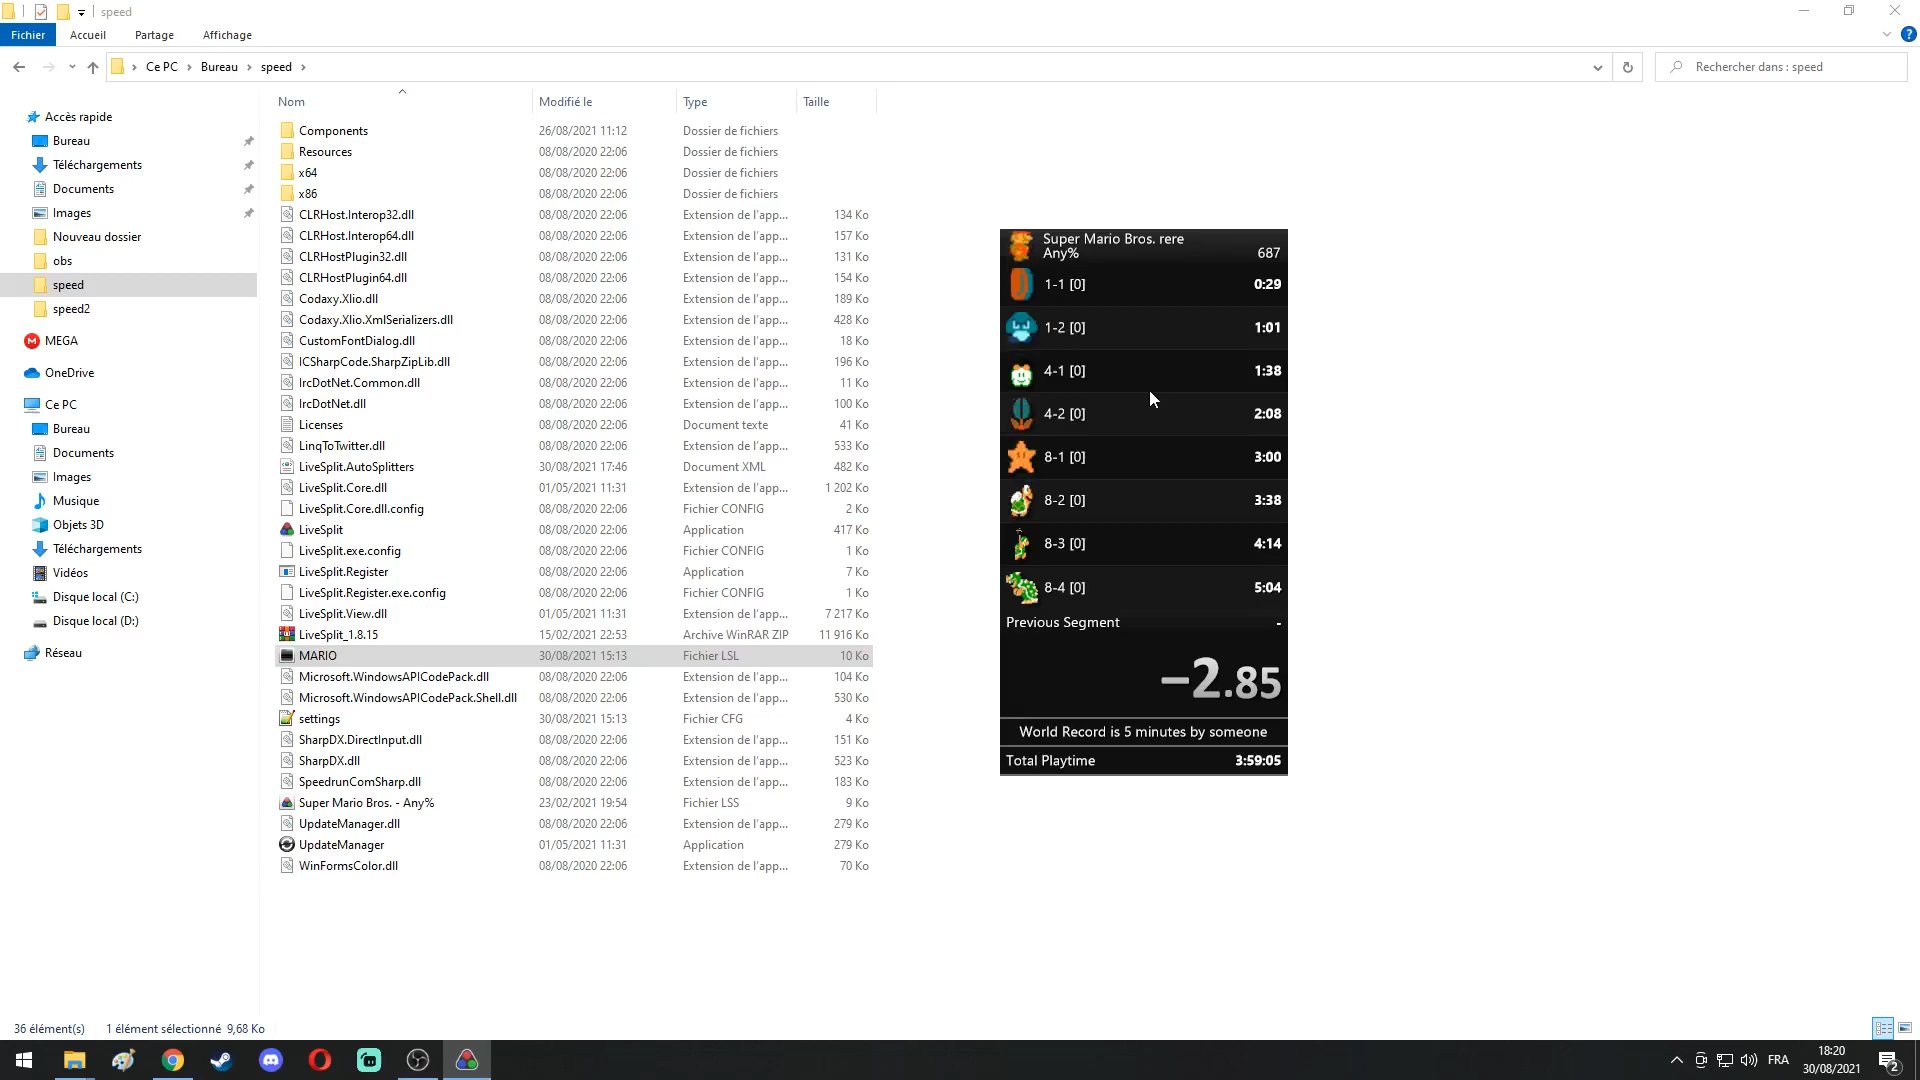 speed
Fichier Accueil Partage Affichage
Ce PC Bureau speed
Rechercher dans : speed
Nom Modifié le Type Taille
Accès rapide
Bureau
Téléchargements
Documents
Images
Nouveau dossier
obs
speed
speed2
MEGA
OneDrive
Ce PC
Bureau
Documents
Images
Musique
Objets 3D
Téléchargements
Vidéos
Disque local (C:)
Disque local (D:)
Réseau
Components 26/08/2021 11:12 Dossier de fichiers
Resources 08/08/2020 22:06 Dossier de fichiers
x64 08/08/2020 22:06 Dossier de fichiers
x86 08/08/2020 22:06 Dossier de fichiers
CLRHost.Interop32.dll 08/08/2020 22:06 Extension de l'app... 134 Ko
CLRHost.Interop64.dll 08/08/2020 22:06 Extension de l'app... 157 Ko
CLRHostPlugin32.dll 08/08/2020 22:06 Extension de l'app... 131 Ko
CLRHostPlugin64.dll 08/08/2020 22:06 Extension de l'app... 154 Ko
Codaxy.Xlio.dll 08/08/2020 22:06 Extension de l'app... 189 Ko
Codaxy.Xlio.XmlSerializers.dll 08/08/2020 22:06 Extension de l'app... 428 Ko
CustomFontDialog.dll 08/08/2020 22:06 Extension de l'app... 18 Ko
ICSharpCode.SharpZipLib.dll 08/08/2020 22:06 Extension de l'app... 196 Ko
IrcDotNet.Common.dll 08/08/2020 22:06 Extension de l'app... 11 Ko
IrcDotNet.dll 08/08/2020 22:06 Extension de l'app... 100 Ko
Licenses 08/08/2020 22:06 Document texte 41 Ko
LinqToTwitter.dll 08/08/2020 22:06 Extension de l'app... 533 Ko
LiveSplit.AutoSplitters 30/08/2021 17:46 Document XML 482 Ko
LiveSplit.Core.dll 01/05/2021 11:31 Extension de l'app... 1 202 Ko
LiveSplit.Core.dll.config 08/08/2020 22:06 Fichier CONFIG 2 Ko
LiveSplit 08/08/2020 22:06 Application 417 Ko
LiveSplit.exe.config 08/08/2020 22:06 Fichier CONFIG 1 Ko
LiveSplit.Register 08/08/2020 22:06 Application 7 Ko
LiveSplit.Register.exe.config 08/08/2020 22:06 Fichier CONFIG 1 Ko
LiveSplit.View.dll 01/05/2021 11:31 Extension de l'app... 7 217 Ko
LiveSplit_1.8.15 15/02/2021 22:53 Archive WinRAR ZIP 11 916 Ko
MARIO 30/08/2021 15:13 Fichier LSL 10 Ko
Microsoft.WindowsAPICodePack.dll 08/08/2020 22:06 Extension de l'app... 104 Ko
Microsoft.WindowsAPICodePack.Shell.dll 08/08/2020 22:06 Extension de l'app... 530 Ko
settings 30/08/2021 15:13 Fichier CFG 4 Ko
SharpDX.DirectInput.dll 08/08/2020 22:06 Extension de l'app... 151 Ko
SharpDX.dll 08/08/2020 22:06 Extension de l'app... 523 Ko
SpeedrunComSharp.dll 08/08/2020 22:06 Extension de l'app... 183 Ko
Super Mario Bros. - Any% 23/02/2021 19:54 Fichier LSS 9 Ko
UpdateManager.dll 08/08/2020 22:06 Extension de l'app... 279 Ko
UpdateManager 01/05/2021 11:31 Application 279 Ko
WinFormsColor.dll 08/08/2020 22:06 Extension de l'app... 70 Ko
Super Mario Bros. rere
Any% 687
1-1 [0] 0:29
1-2 [0] 1:01
4-1 [0] 1:38
4-2 [0] 2:08
8-1 [0] 3:00
8-2 [0] 3:38
8-3 [0] 4:14
8-4 [0] 5:04
Previous Segment -
−2.85
World Record is 5 minutes by someone
Total Playtime 3:59:05
36 élément(s) 1 élément sélectionné 9,68 Ko
FRA
18:20
30/08/2021
2